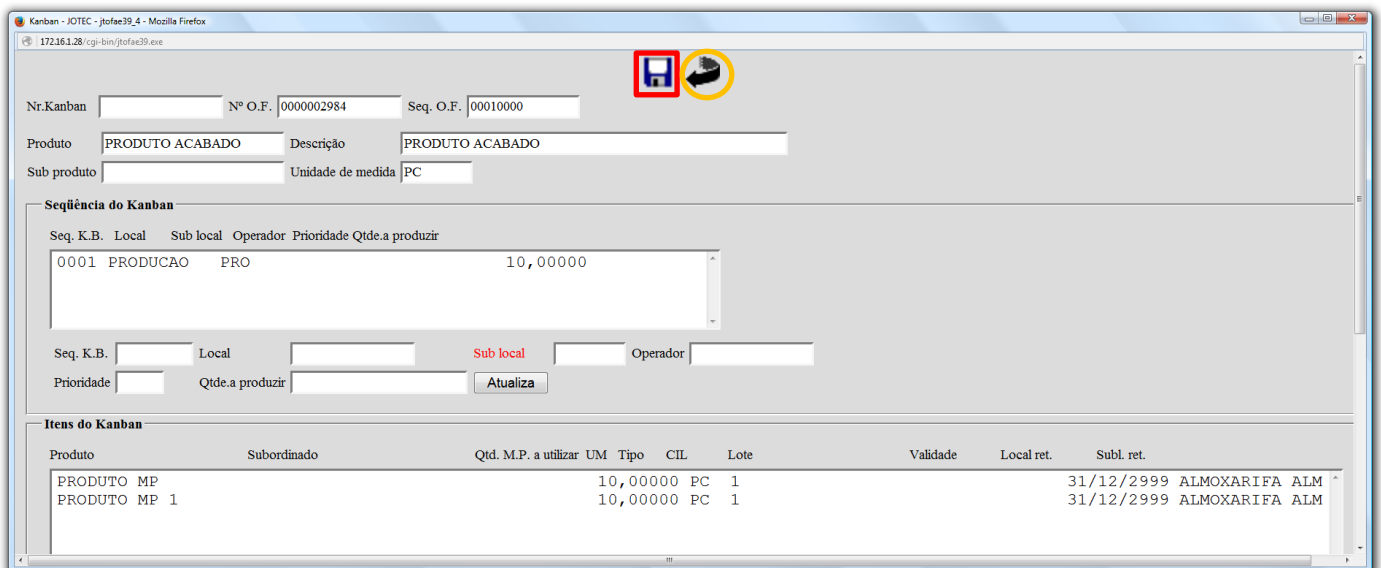 Kanban - JOTEC - jtofae39_4 - Mozilla Firefox
172.16.1.28/cgi-bin/jtofae39.exe
Nr.Kanban Nº O.F. 0000002984 Seq. O.F. 00010000
Produto PRODUTO ACABADO Descrição PRODUTO ACABADO
Sub produto Unidade de medida PC
Seqüência do Kanban
Seq. K.B. Local Sub local Operador Prioridade Qtde.a produzir
0001 PRODUCAO PRO 10,00000
Seq. K.B. Local Sub local Operador
Prioridade Qtde.a produzir Atualiza
Itens do Kanban
Produto Subordinado Qtd. M.P. a utilizar UM Tipo CIL Lote Validade Local ret. Subl. ret.
PRODUTO MP 10,00000 PC 1 31/12/2999 ALMOXARIFA ALM
PRODUTO MP 1 10,00000 PC 1 31/12/2999 ALMOXARIFA ALM